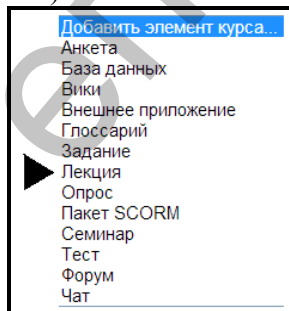 Добавить элемент курса...
Анкета
База данных
Вики
Внешнее приложение
Глоссарий
Задание
Лекция
Опрос
Пакет SCORM
Семинар
Тест
Форум
Чат